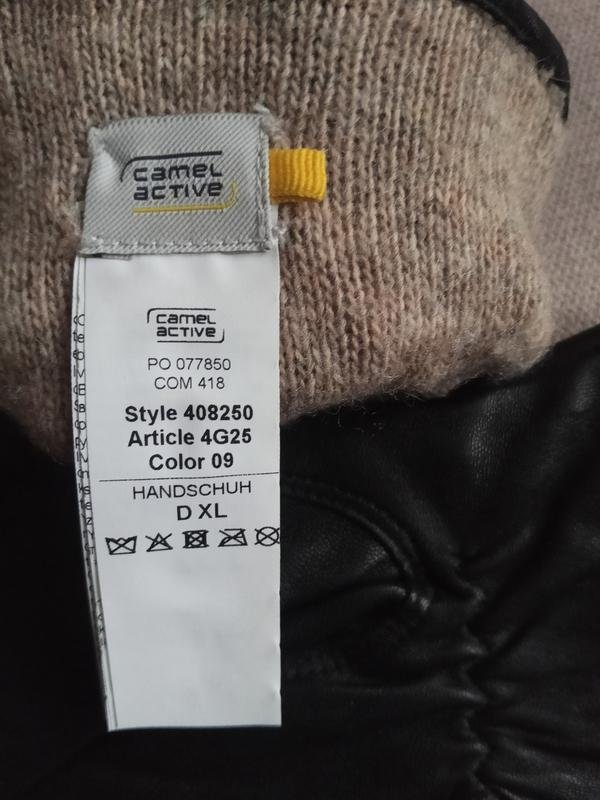 camel
active
camel
active
PO 077850
COM 418
Style 408250
Article 4G25
Color 09
HANDSCHUH
D XL